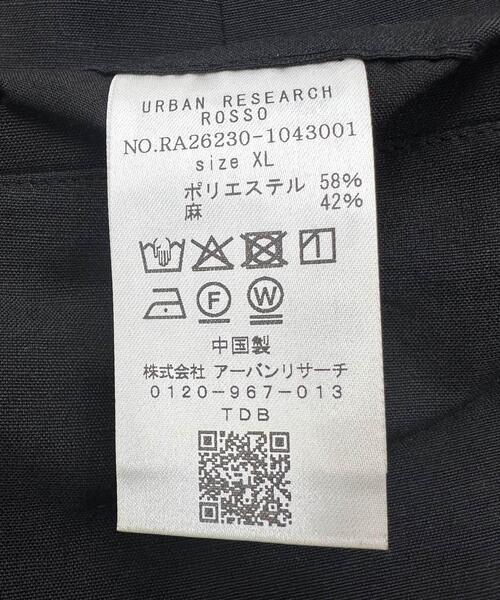 URBAN RESEARCH
ROSSO
NO.RA26230-1043001
size XL
ポリエステル 58%
麻 42%
F W
中国製
株式会社 アーバンリサーチ
0120-967-013
TDB